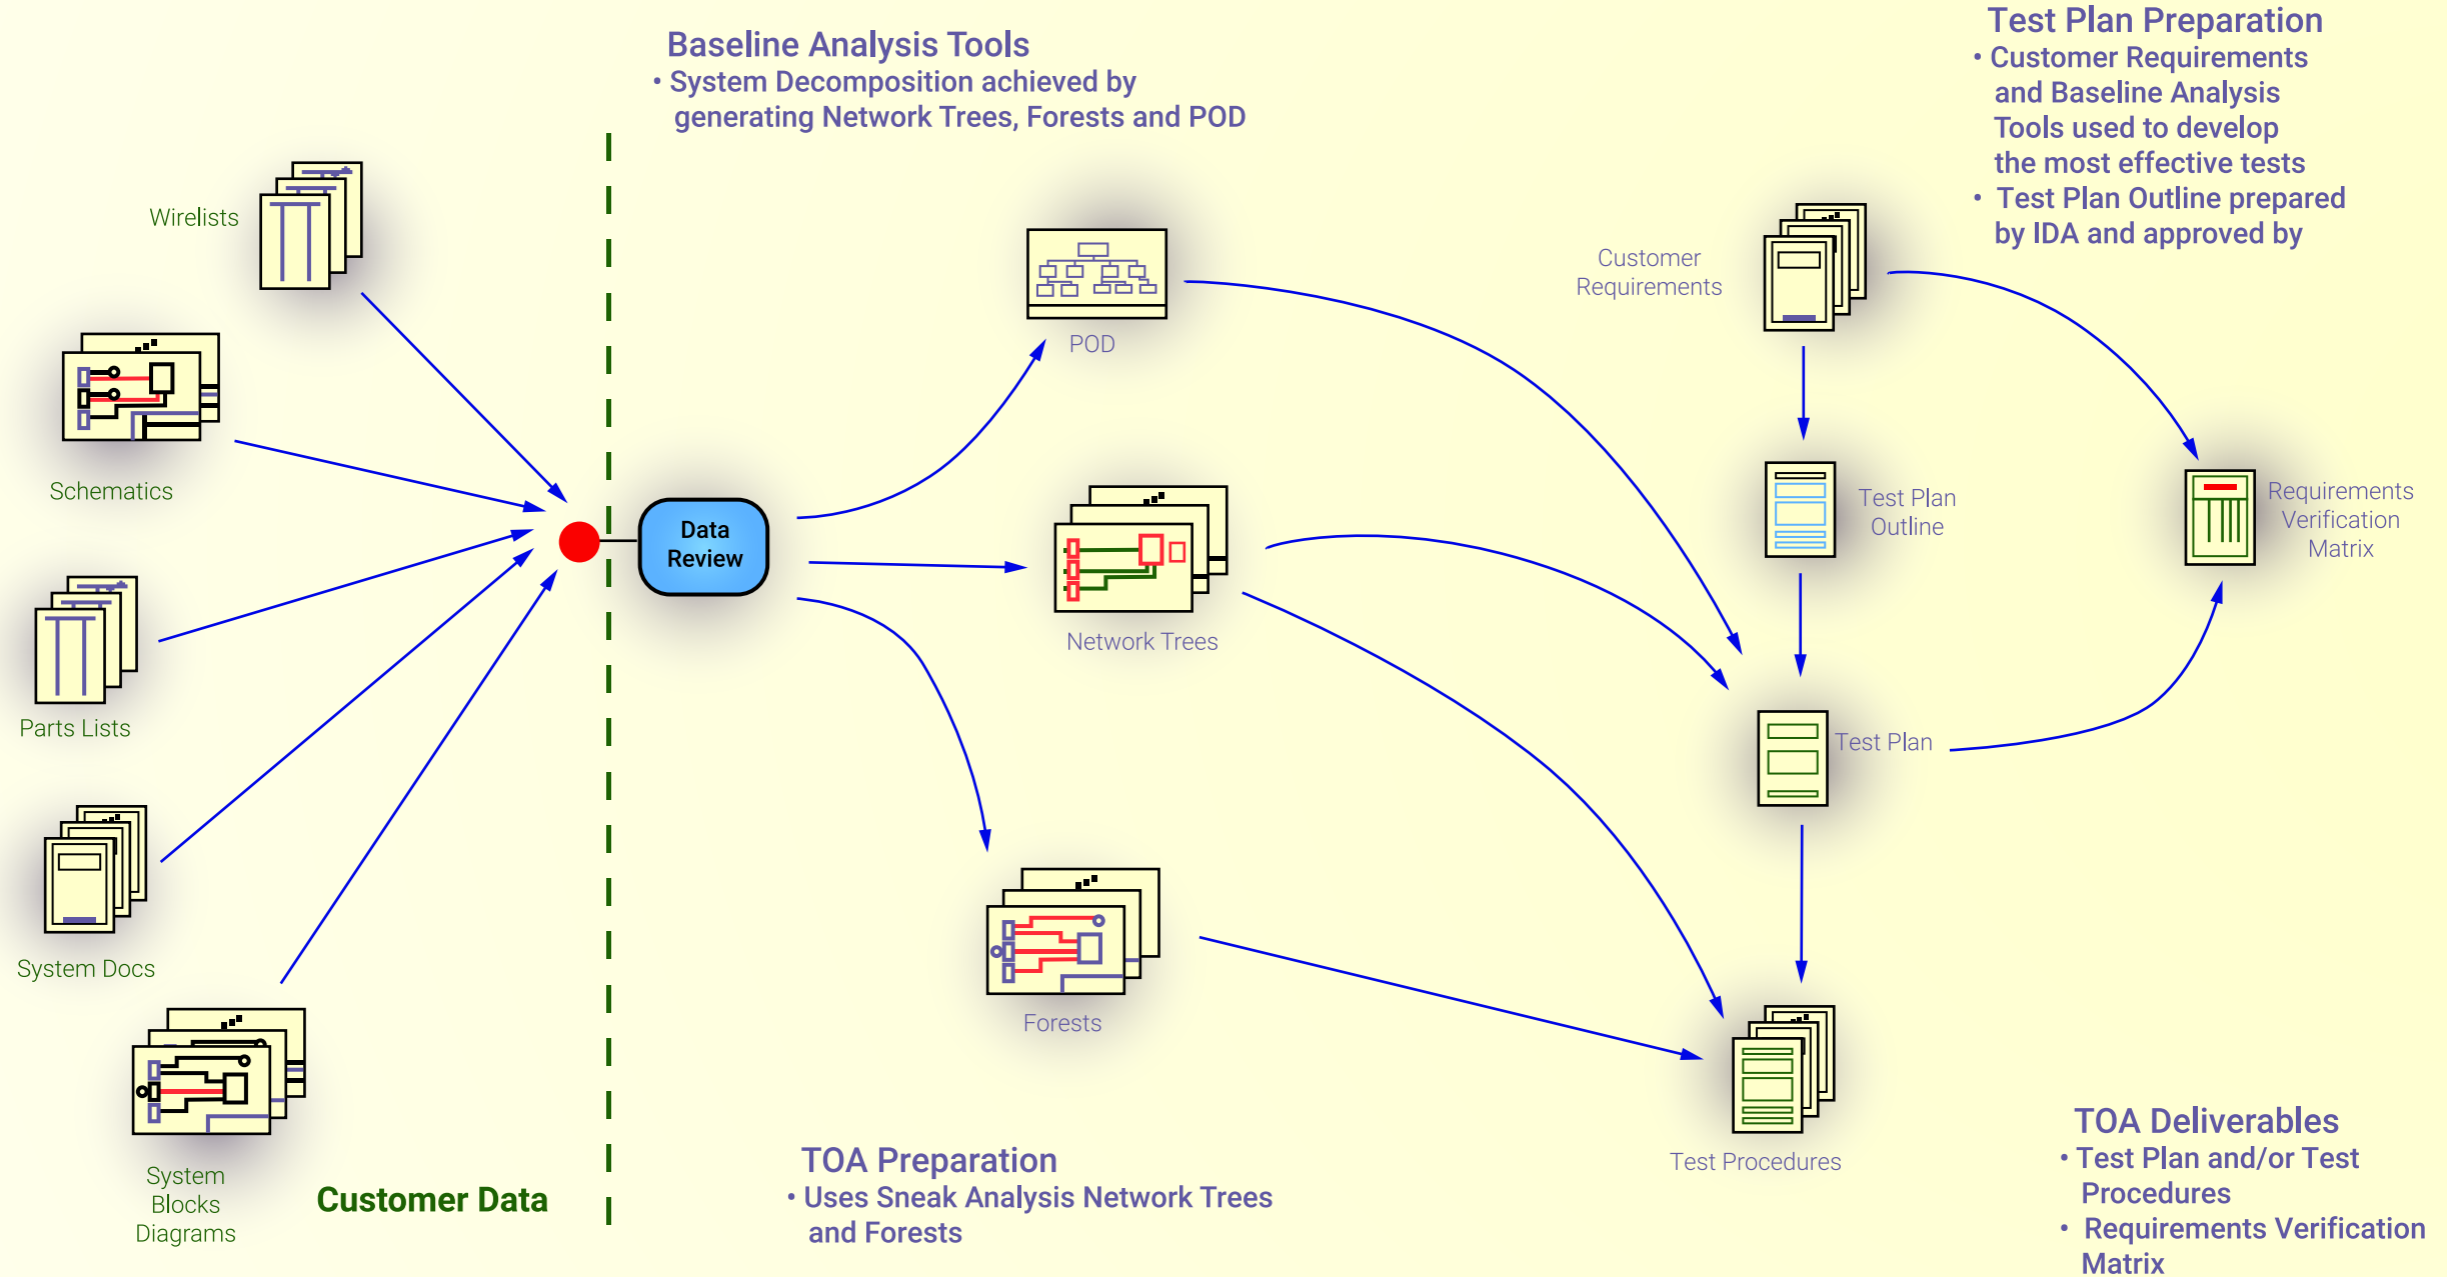 Baseline Analysis Tools
• System Decomposition achieved by
generating Network Trees, Forests and POD
Test Plan Preparation
• Customer Requirements
and Baseline Analysis
Tools used to develop
the most effective tests
• Test Plan Outline prepared
by IDA and approved by
Wirelists
Schematics
Parts Lists
System Docs
System
Blocks
Diagrams
Customer Data
Data
Review
POD
Network Trees
Forests
Customer
Requirements
Test Plan
Outline
Test Plan
Test Procedures
Requirements
Verification
Matrix
TOA Preparation
• Uses Sneak Analysis Network Trees
and Forests
TOA Deliverables
• Test Plan and/or Test
Procedures
• Requirements Verification
Matrix